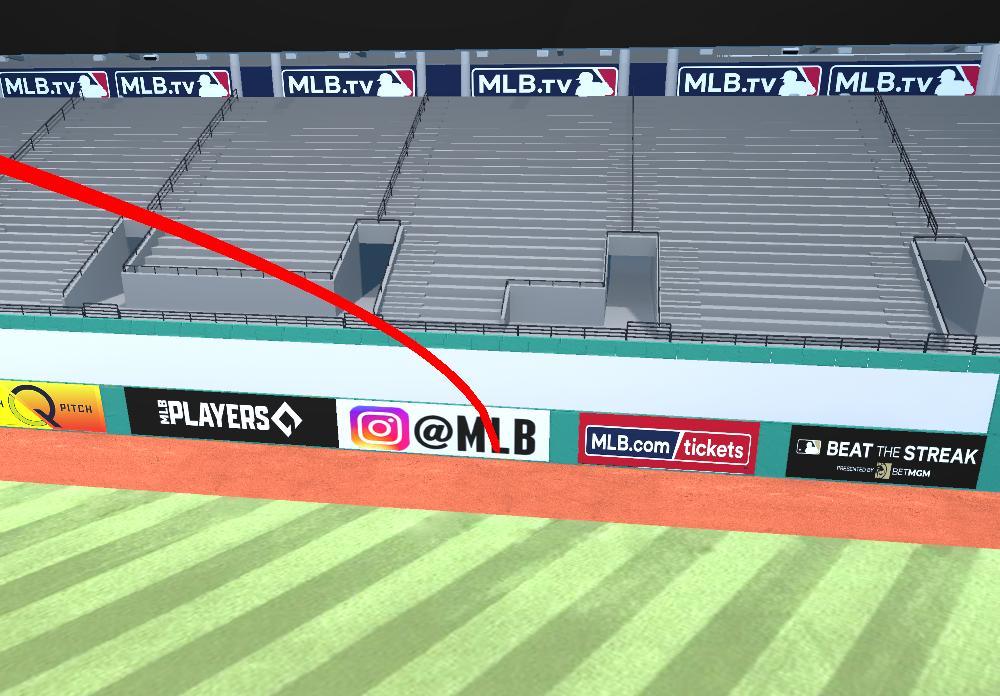 MLB.TV
MLB.TV
MLB.TV
MLB.TV
MLB.TV
MLB.TV
PITCH
MLB PLAYERS
@MLB
MLB.com/tickets
BEAT THE STREAK
PRESENTED BY BETMGM